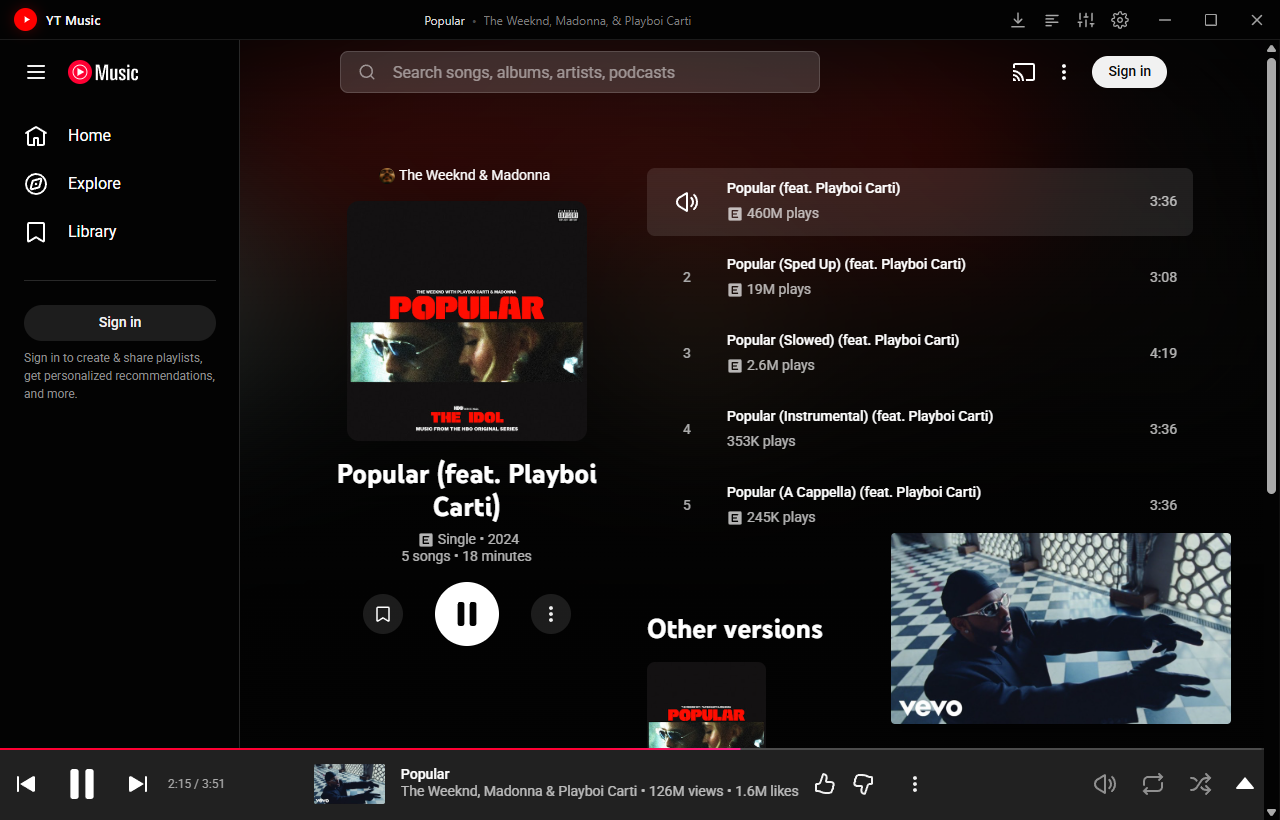 YT Music
Popular • The Weeknd, Madonna, & Playboi Carti
Music
Search songs, albums, artists, podcasts
Sign in
Home
Explore
Library
Sign in
Sign in to create & share playlists,
get personalized recommendations,
and more.
The Weeknd & Madonna
THE WEEKND WITH PLAYBOI CARTI & MADONNA
POPULAR
HBO
THE IDOL
MUSIC FROM THE HBO ORIGINAL SERIES
Popular (feat. Playboi
Carti)
E Single • 2024
5 songs • 18 minutes
Popular (feat. Playboi Carti)
E 460M plays
3:36
2
Popular (Sped Up) (feat. Playboi Carti)
E 19M plays
3:08
3
Popular (Slowed) (feat. Playboi Carti)
E 2.6M plays
4:19
4
Popular (Instrumental) (feat. Playboi Carti)
353K plays
3:36
5
Popular (A Cappella) (feat. Playboi Carti)
E 245K plays
3:36
Other versions
POPULAR
vevo
2:15 / 3:51
vevo
Popular
The Weeknd, Madonna & Playboi Carti • 126M views • 1.6M likes